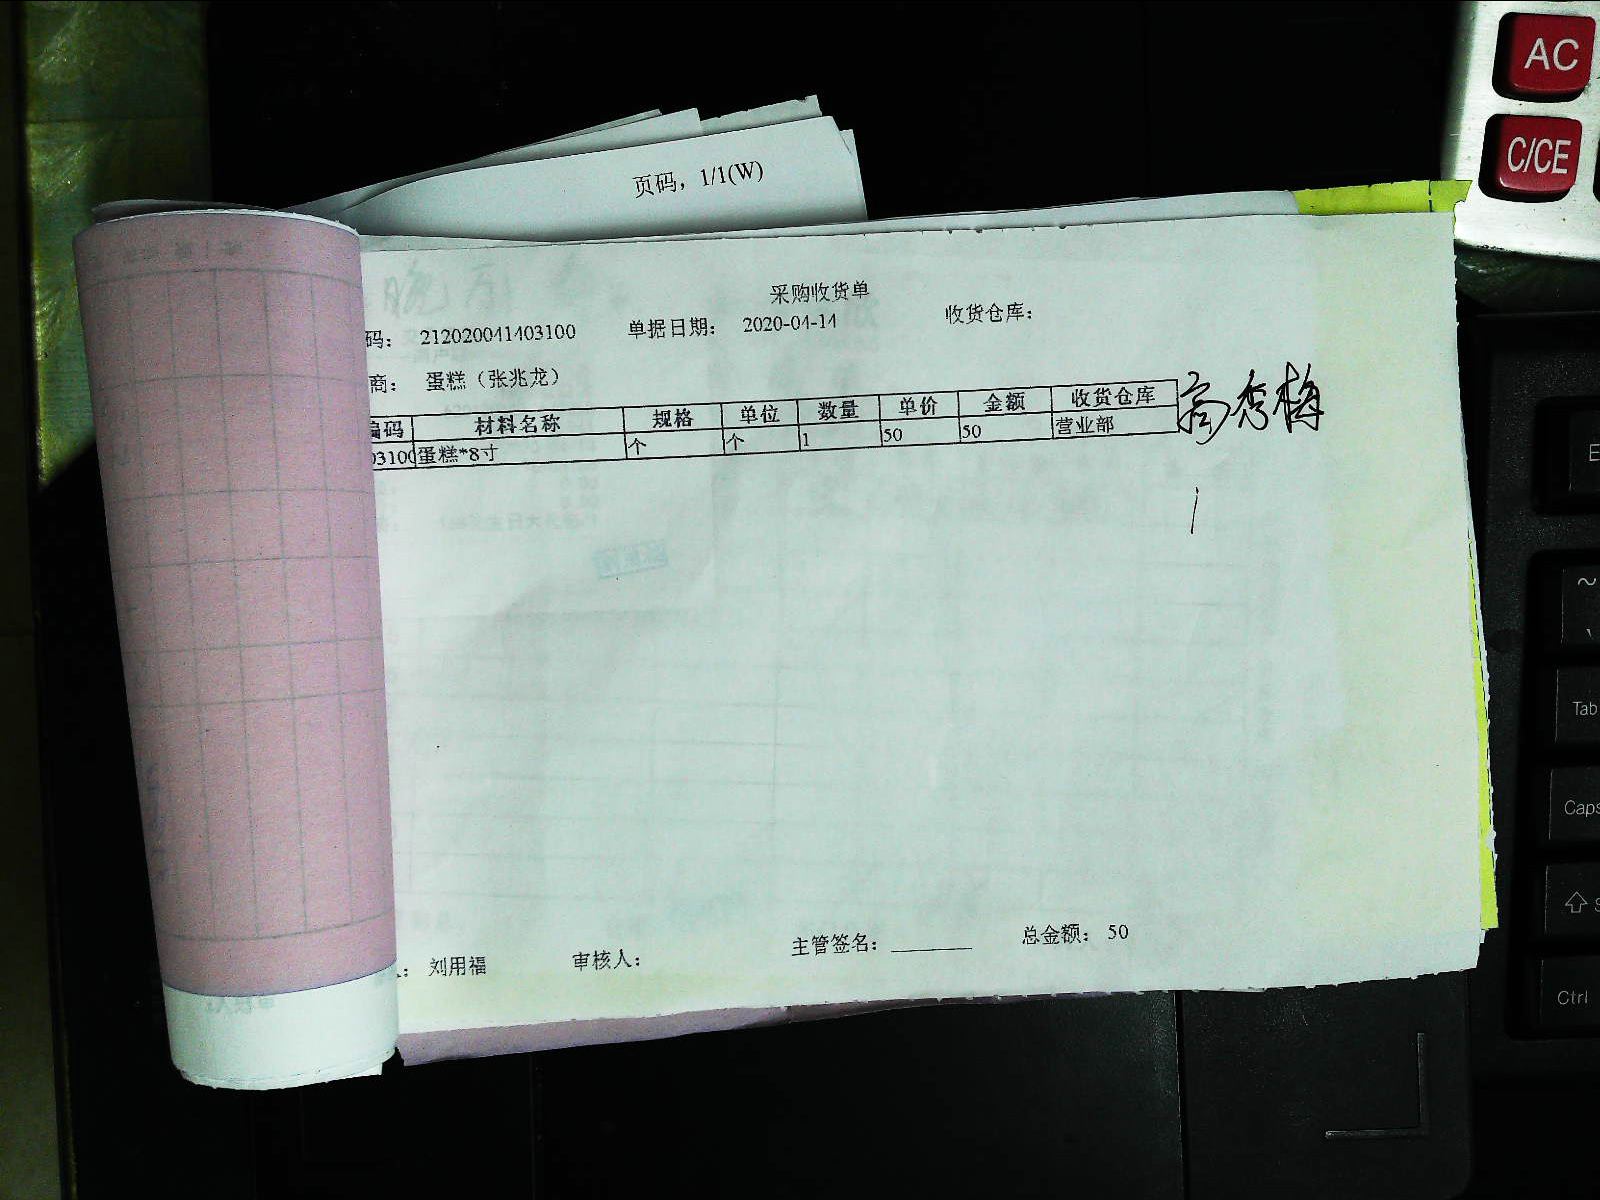 AC
C/CE
页码，1/1(W)
采购收货单
码： 212020041403100 单据日期： 2020-04-14 收货仓库：
商： 蛋糕（张兆龙）
编码 材料名称 规格 单位 数量 单价 金额 收货仓库
03100 蛋糕*8寸 个 个 1 50 50 营业部
高秀梅
刘用福 审核人： 主管签名： 总金额： 50
Tab
Caps
Ctrl